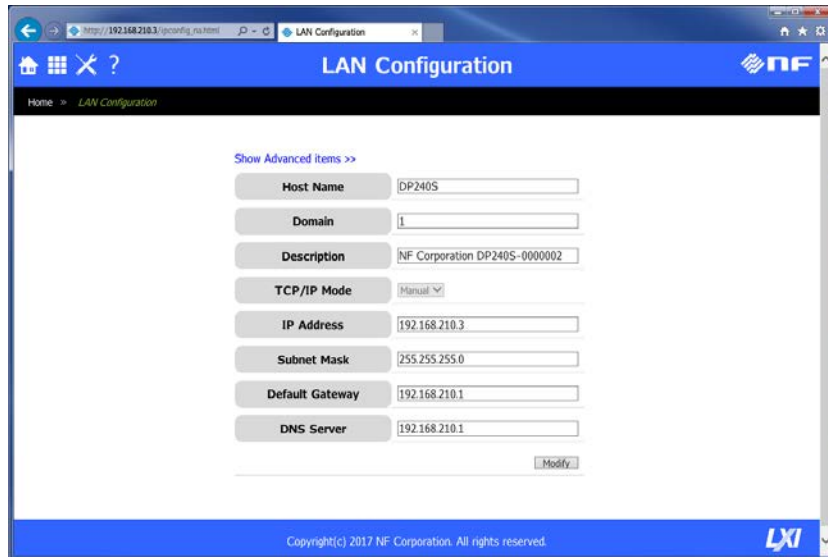 http://192.168.210.3/ipconfig_na.html
LAN Configuration
?
LAN Configuration
nF
Home » LAN Configuration
Show Advanced items >>
Host Name DP240S
Domain 1
Description NF Corporation DP240S-0000002
TCP/IP Mode Manual
IP Address 192.168.210.3
Subnet Mask 255.255.255.0
Default Gateway 192.168.210.1
DNS Server 192.168.210.1
Modify
Copyright(c) 2017 NF Corporation. All rights reserved.
LXI